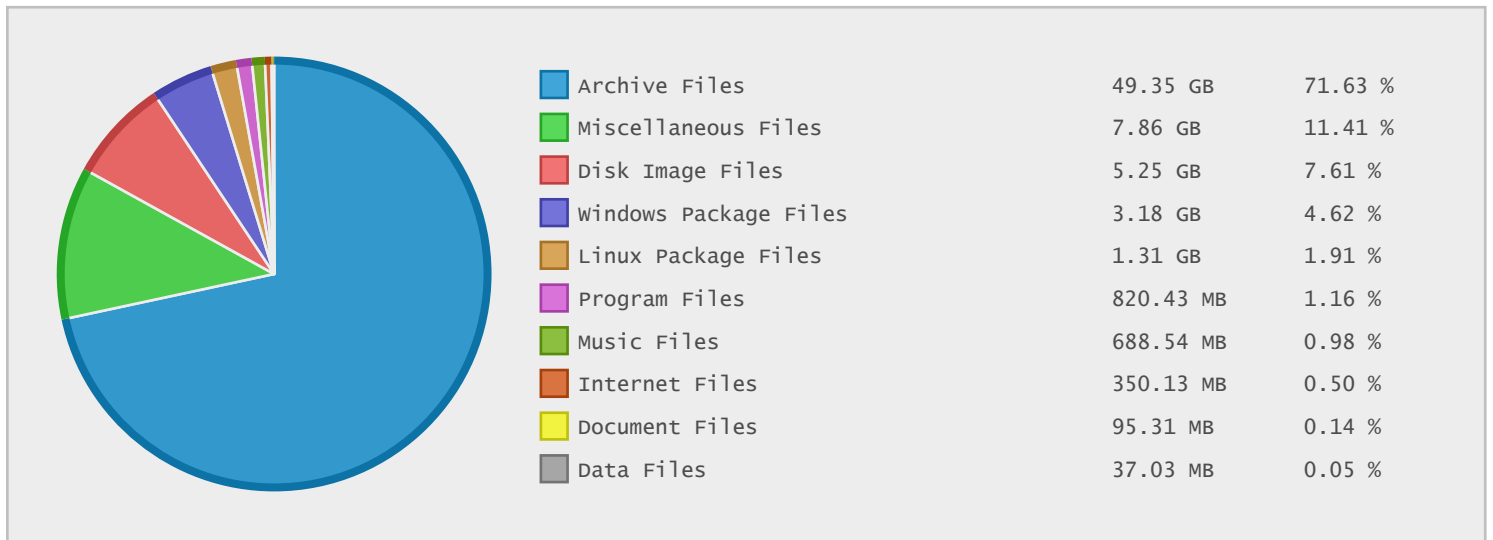 Archive Files 49.35 GB 71.63 %
Miscellaneous Files 7.86 GB 11.41 %
Disk Image Files 5.25 GB 7.61 %
Windows Package Files 3.18 GB 4.62 %
Linux Package Files 1.31 GB 1.91 %
Program Files 820.43 MB 1.16 %
Music Files 688.54 MB 0.98 %
Internet Files 350.13 MB 0.50 %
Document Files 95.31 MB 0.14 %
Data Files 37.03 MB 0.05 %